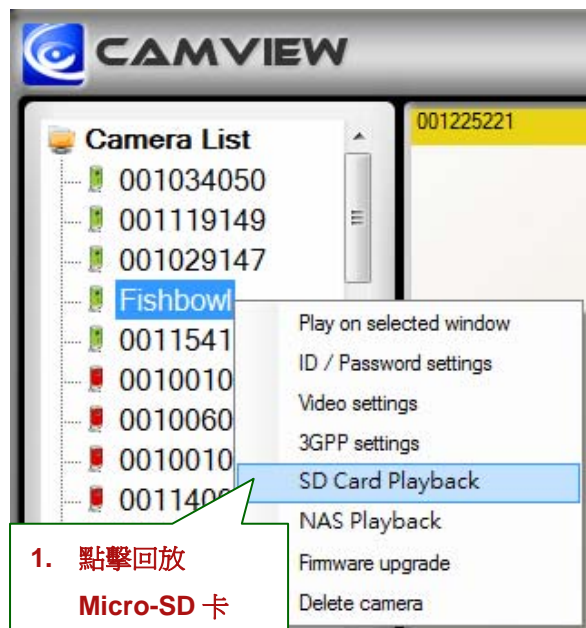 CAMVIEW
Camera List
001034050
001119149
001029147
Fishbowl
0011541
0010010
0010060
0010010
001140
001225221
Play on selected window
ID / Password settings
Video settings
3GPP settings
SD Card Playback
NAS Playback
Firmware upgrade
Delete camera
1. 點擊回放
Micro-SD 卡